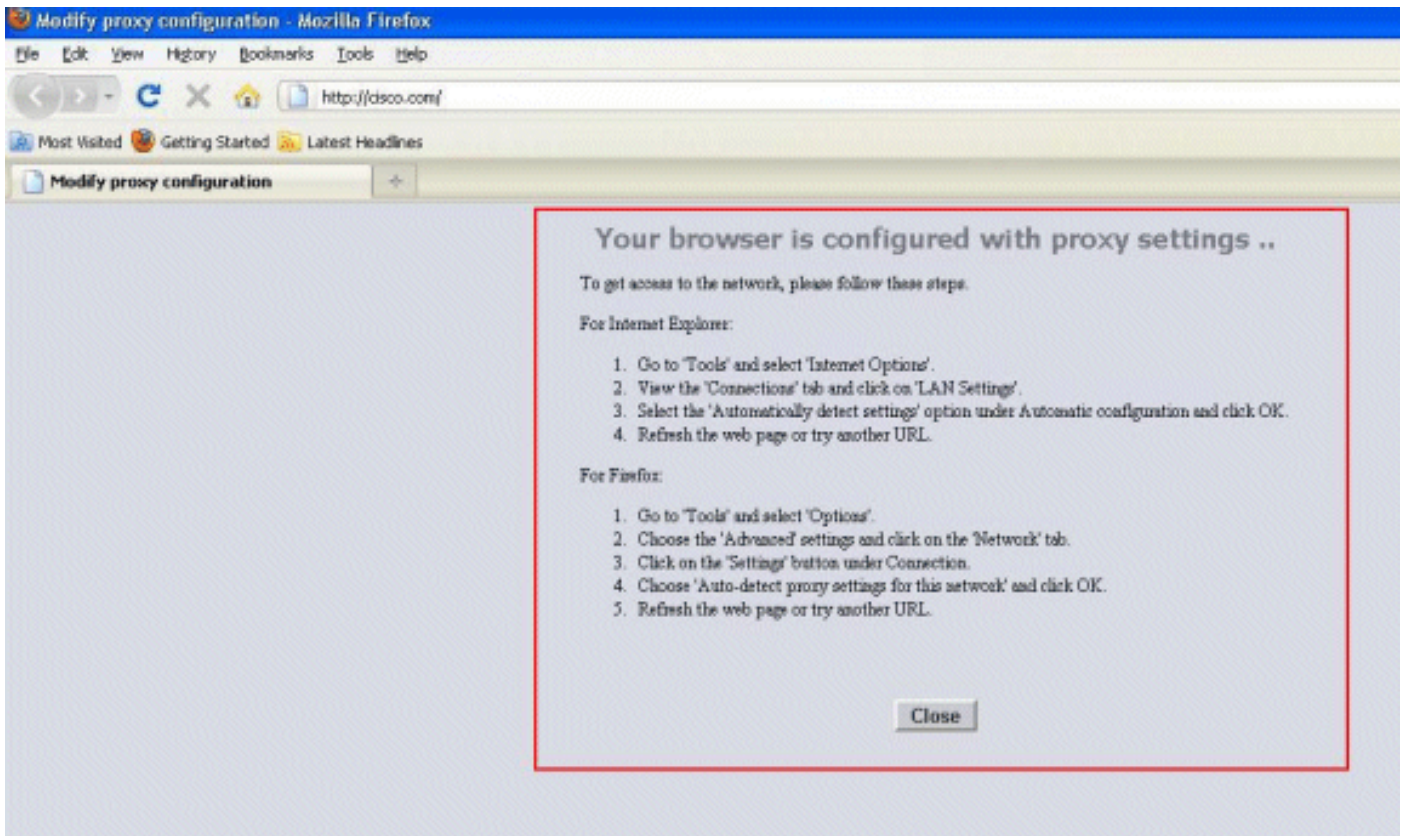 Modify proxy configuration - Mozilla Firefox
File Edit View History Bookmarks Tools Help
http://cisco.com/
Most Visited Getting Started Latest Headlines
Modify proxy configuration
Your browser is configured with proxy settings ..
To get access to the network, please follow these steps.
For Internet Explorer:
1. Go to 'Tools' and select 'Internet Options'.
2. View the 'Connections' tab and click on 'LAN Settings'.
3. Select the 'Automatically detect settings' option under Automatic configuration and click OK.
4. Refresh the web page or try another URL.
For Firefox:
1. Go to 'Tools' and select 'Options'.
2. Choose the 'Advanced' settings and click on the 'Network' tab.
3. Click on the 'Settings' button under Connection.
4. Choose 'Auto-detect proxy settings for this network' and click OK.
5. Refresh the web page or try another URL.
Close